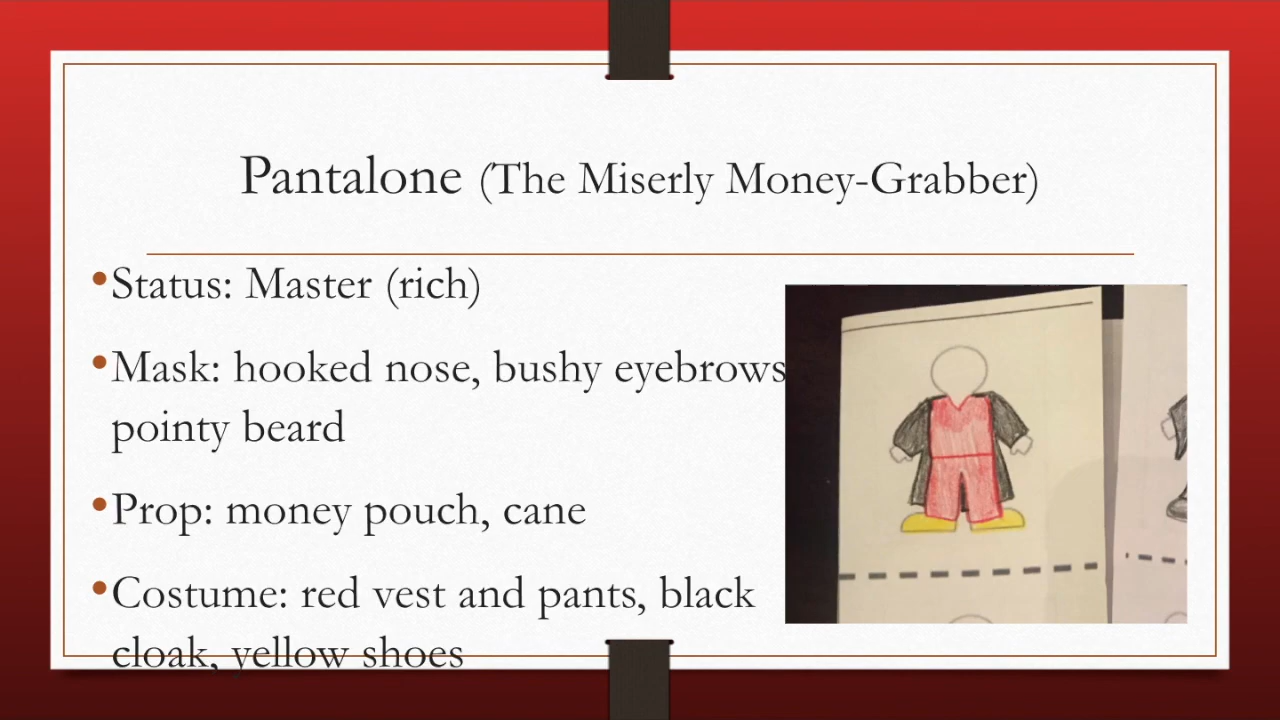 Pantalone (The Miserly Money-Grabber)
•Status: Master (rich)
•Mask: hooked nose, bushy eyebrows
pointy beard
•Prop: money pouch, cane
•Costume: red vest and pants, black
cloak, yellow shoes